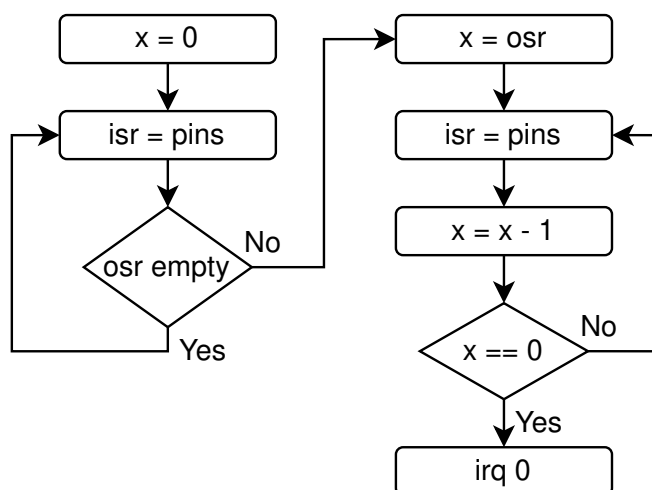 x = 0
isr = pins
osr empty
No
Yes
x = osr
isr = pins
x = x - 1
x == 0
No
Yes
irq 0